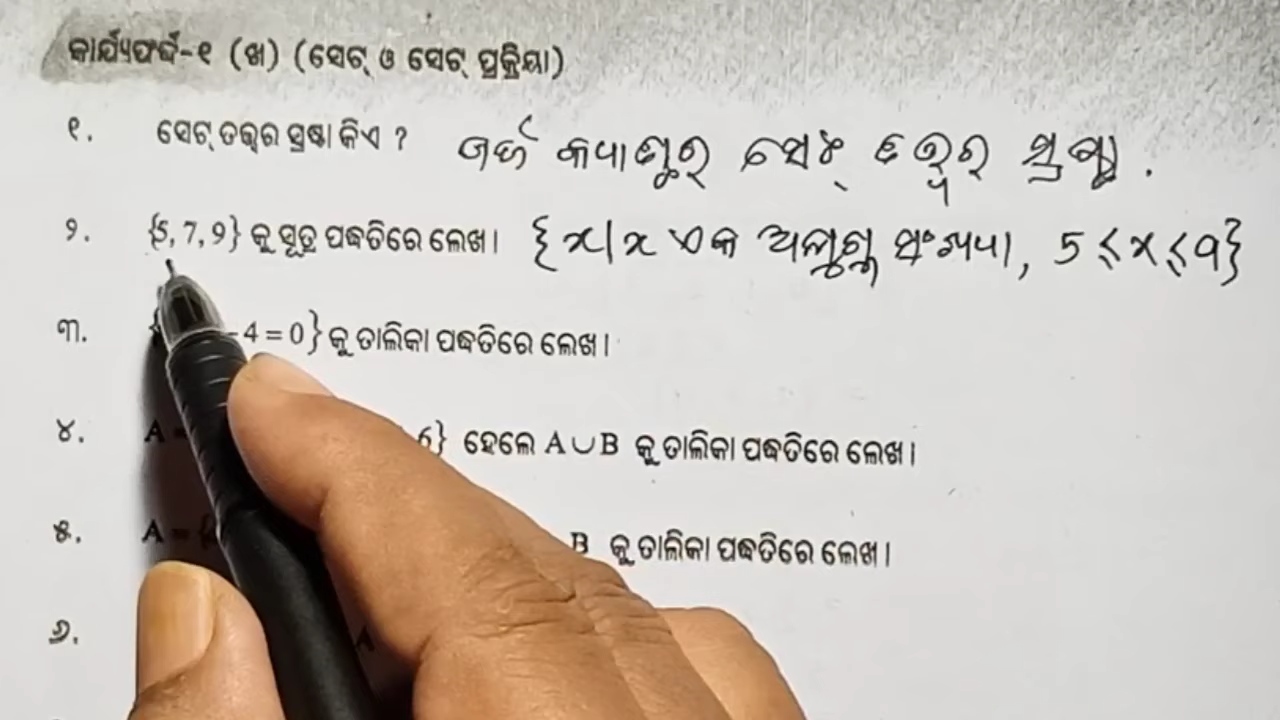 କାର୍ଯ୍ୟଫର୍ଦ୍ଦ-୧ (ଖ) (ସେଟ୍ ଓ ସେଟ୍ ପ୍ରକ୍ରିୟା)
୧. ସେଟ୍ ତତ୍ତ୍ୱର ସ୍ରଷ୍ଟା କିଏ ? ଜର୍ଜ କ୍ୟାଣ୍ଟର ସେଟ୍ ତତ୍ତ୍ୱର ସ୍ରଷ୍ଟା .
୨. {5, 7, 9} କୁ ସୂତ୍ର ପଦ୍ଧତିରେ ଲେଖ । {x|x ଏକ ଅଯୁଗ୍ମ ସଂଖ୍ୟା, 5 ≤ x ≤ 9}
୩. - 4 = 0} କୁ ତାଲିକା ପଦ୍ଧତିରେ ଲେଖ ।
୪. A = 6} ହେଲେ A∪B କୁ ତାଲିକା ପଦ୍ଧତିରେ ଲେଖ ।
୫. A = { B କୁ ତାଲିକା ପଦ୍ଧତିରେ ଲେଖ ।
୬. A